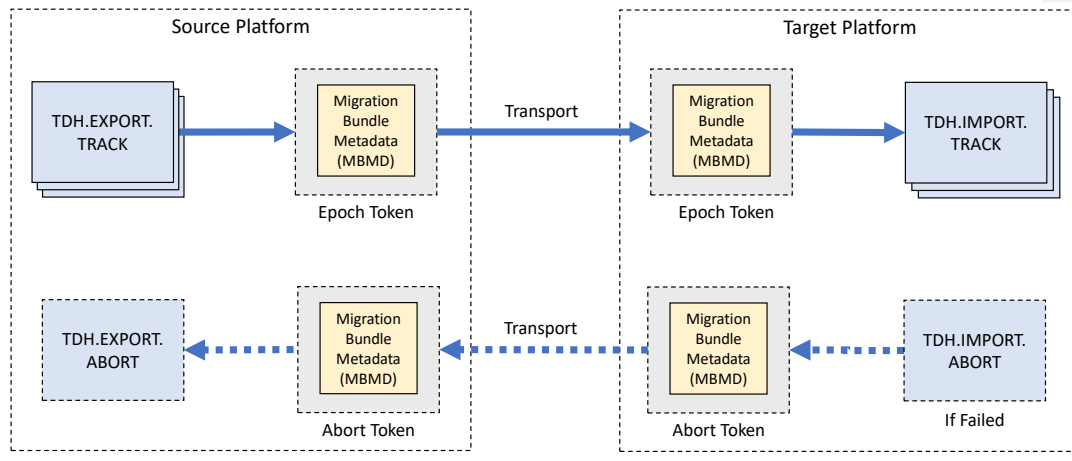 Source Platform
Target Platform
TDH.EXPORT.
TRACK
Migration
Bundle
Metadata
(MBMD)
Epoch Token
Transport
Migration
Bundle
Metadata
(MBMD)
Epoch Token
TDH.IMPORT.
TRACK
TDH.EXPORT.
ABORT
Migration
Bundle
Metadata
(MBMD)
Abort Token
Transport
Migration
Bundle
Metadata
(MBMD)
Abort Token
TDH.IMPORT.
ABORT
If Failed